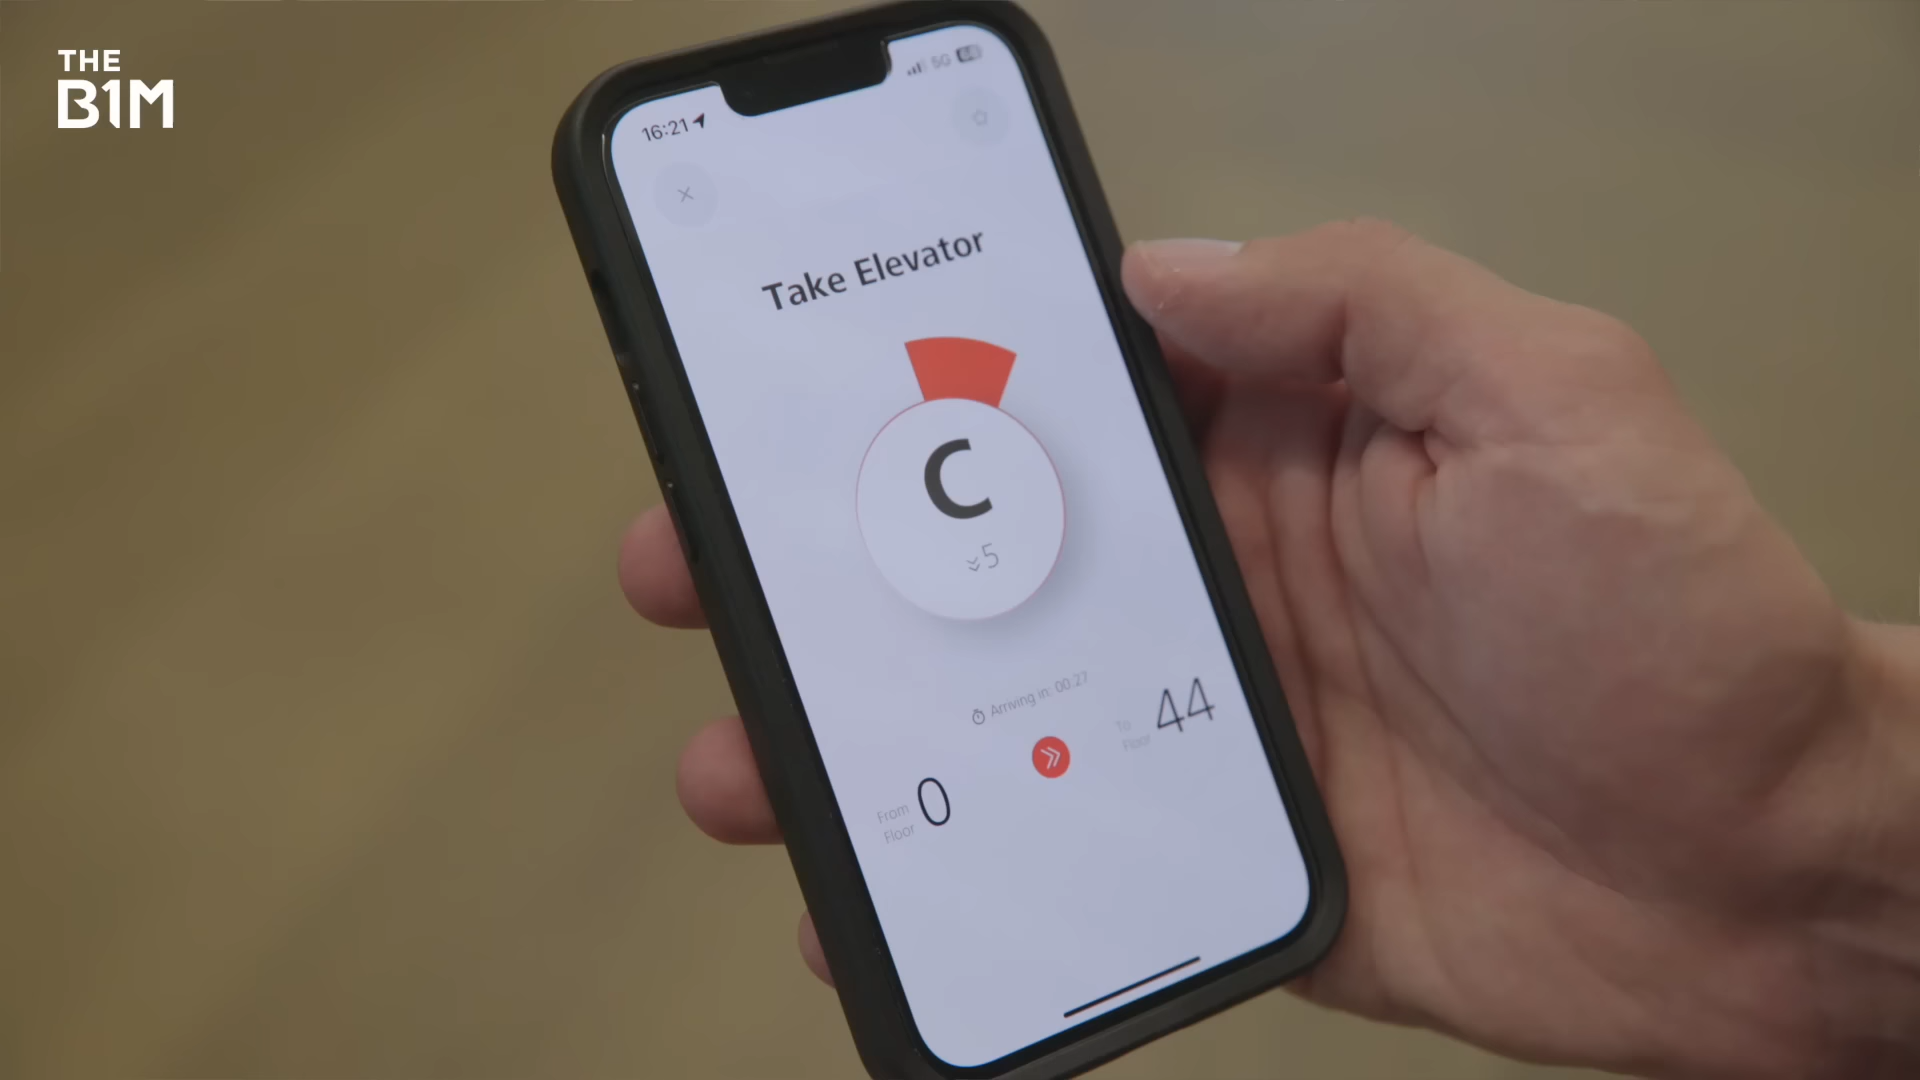 THE
B1M
16:21
5G
Take Elevator
C
5
Arriving in: 00:27
To
Floor
44
From
Floor
0